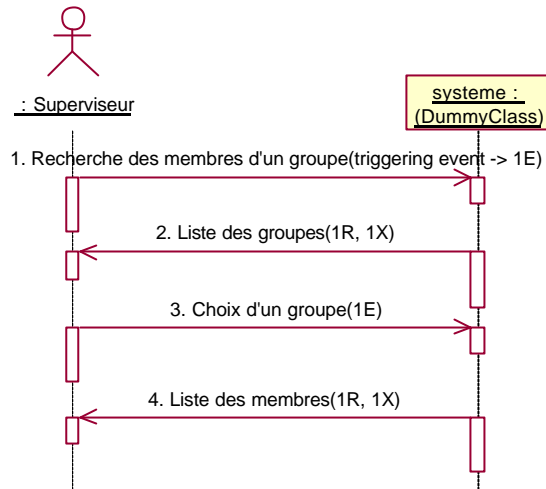 : Superviseur
systeme :
(DummyClass)
1. Recherche des membres d'un groupe(triggering event -> 1E)
2. Liste des groupes(1R, 1X)
3. Choix d'un groupe(1E)
4. Liste des membres(1R, 1X)